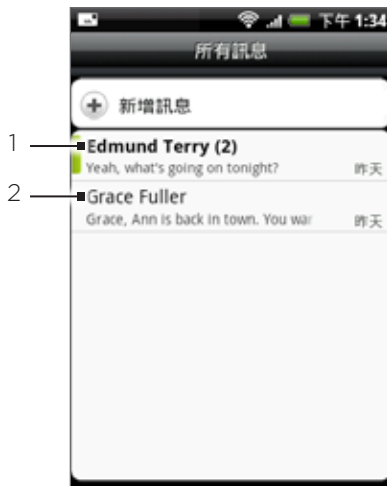 下午 1:34
所有訊息
新增訊息
1
Edmund Terry (2)
Yeah, what's going on tonight?
昨天
2
Grace Fuller
Grace, Ann is back in town. You war
昨天